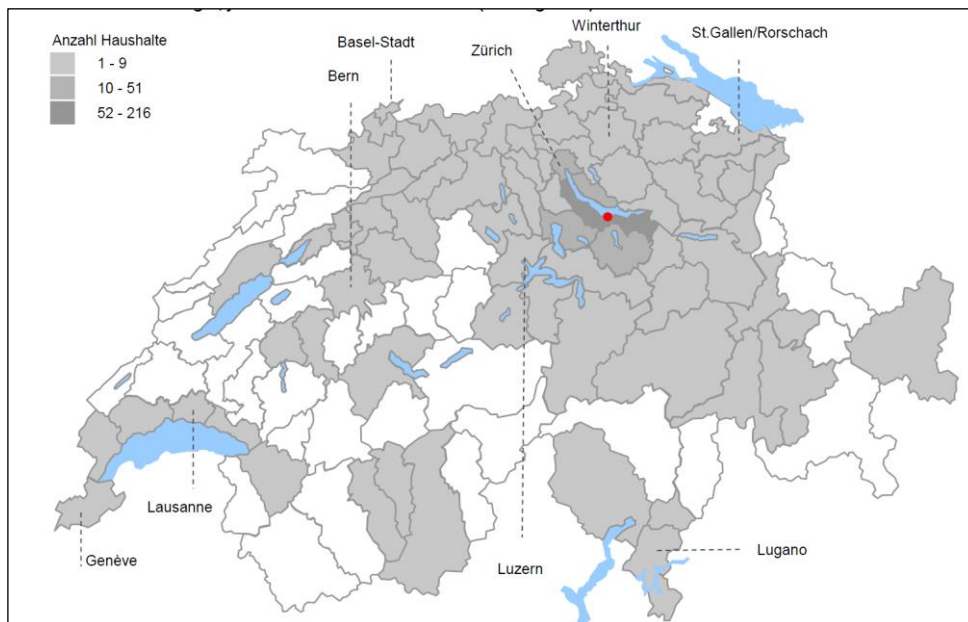 Anzahl Haushalte
1 - 9
10 - 51
52 - 216
Basel-Stadt
Bern
Zürich
Winterthur
St.Gallen/Rorschach
Lausanne
Genève
Luzern
Lugano